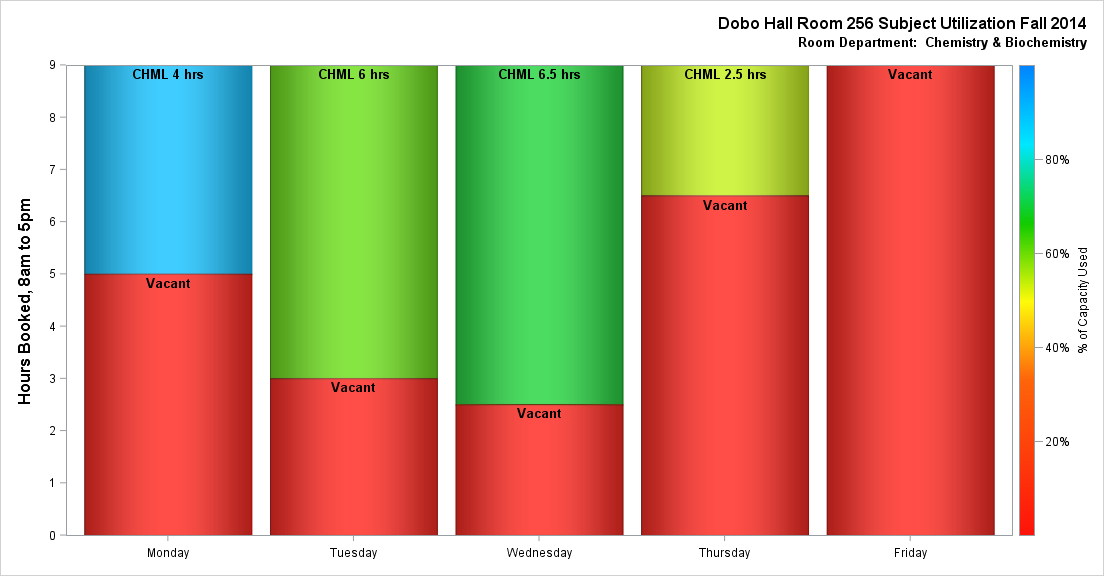 Dobo Hall Room 256 Subject Utilization Fall 2014
Room Department:  Chemistry & Biochemistry
Hours Booked, 8am to 5pm
9
8
7
6
5
4
3
2
1
0
CHML 4 hrs
Vacant
CHML 6 hrs
Vacant
CHML 6.5 hrs
Vacant
CHML 2.5 hrs
Vacant
Vacant
Monday
Tuesday
Wednesday
Thursday
Friday
80%
60%
40%
20%
% of Capacity Used